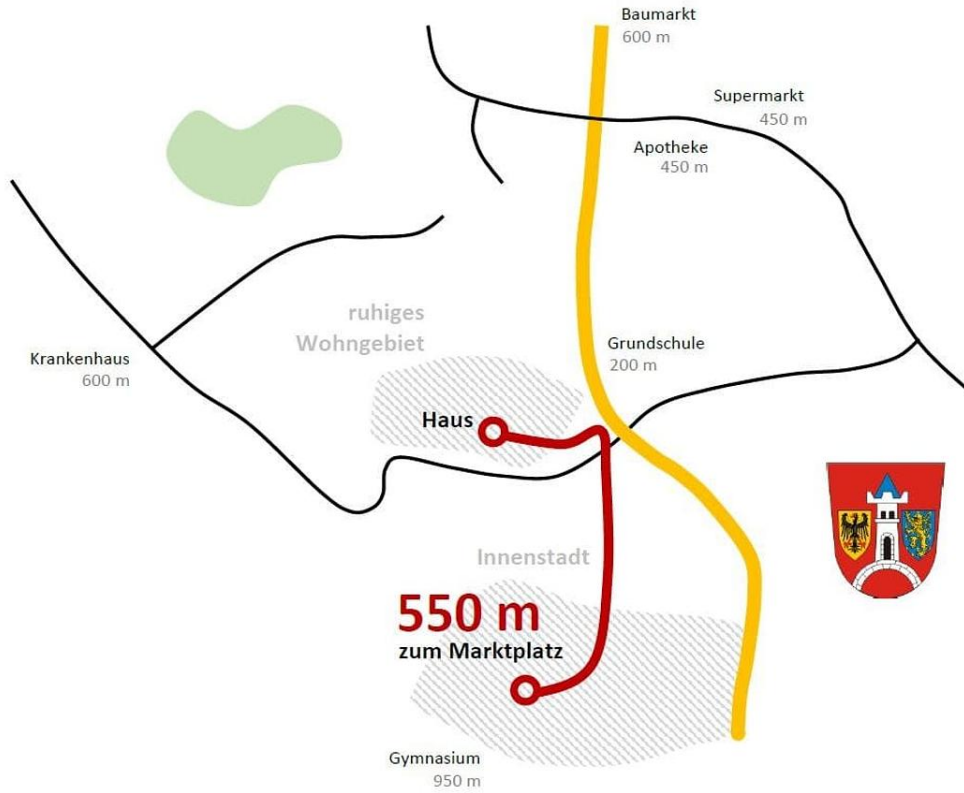 Baumarkt
600 m
Supermarkt
450 m
Apotheke
450 m
ruhiges
Wohngebiet
Grundschule
200 m
Krankenhaus
600 m
Haus
Innenstadt
550 m
zum Marktplatz
Gymnasium
950 m